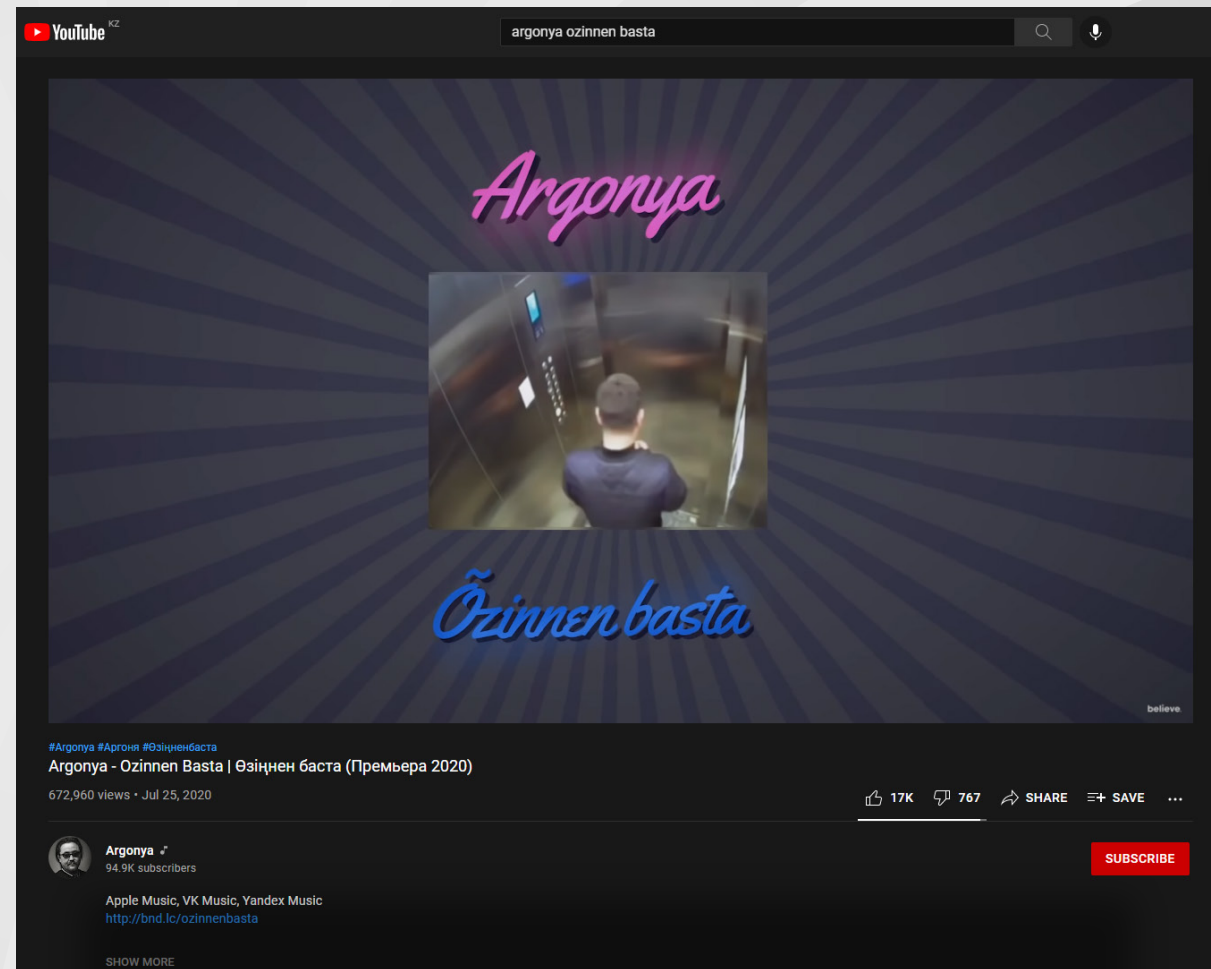 YouTube KZ
argonya ozinnen basta
Argonya
Õzinnen basta
believe.
#Argonya #Аргоня #Өзіңненбаста
Argonya - Ozinnen Basta | Өзіңнен баста (Премьера 2020)
672,960 views • Jul 25, 2020
17K 767 SHARE SAVE
Argonya
94.9K subscribers
SUBSCRIBE
Apple Music, VK Music, Yandex Music
http://bnd.lc/ozinnenbasta
SHOW MORE